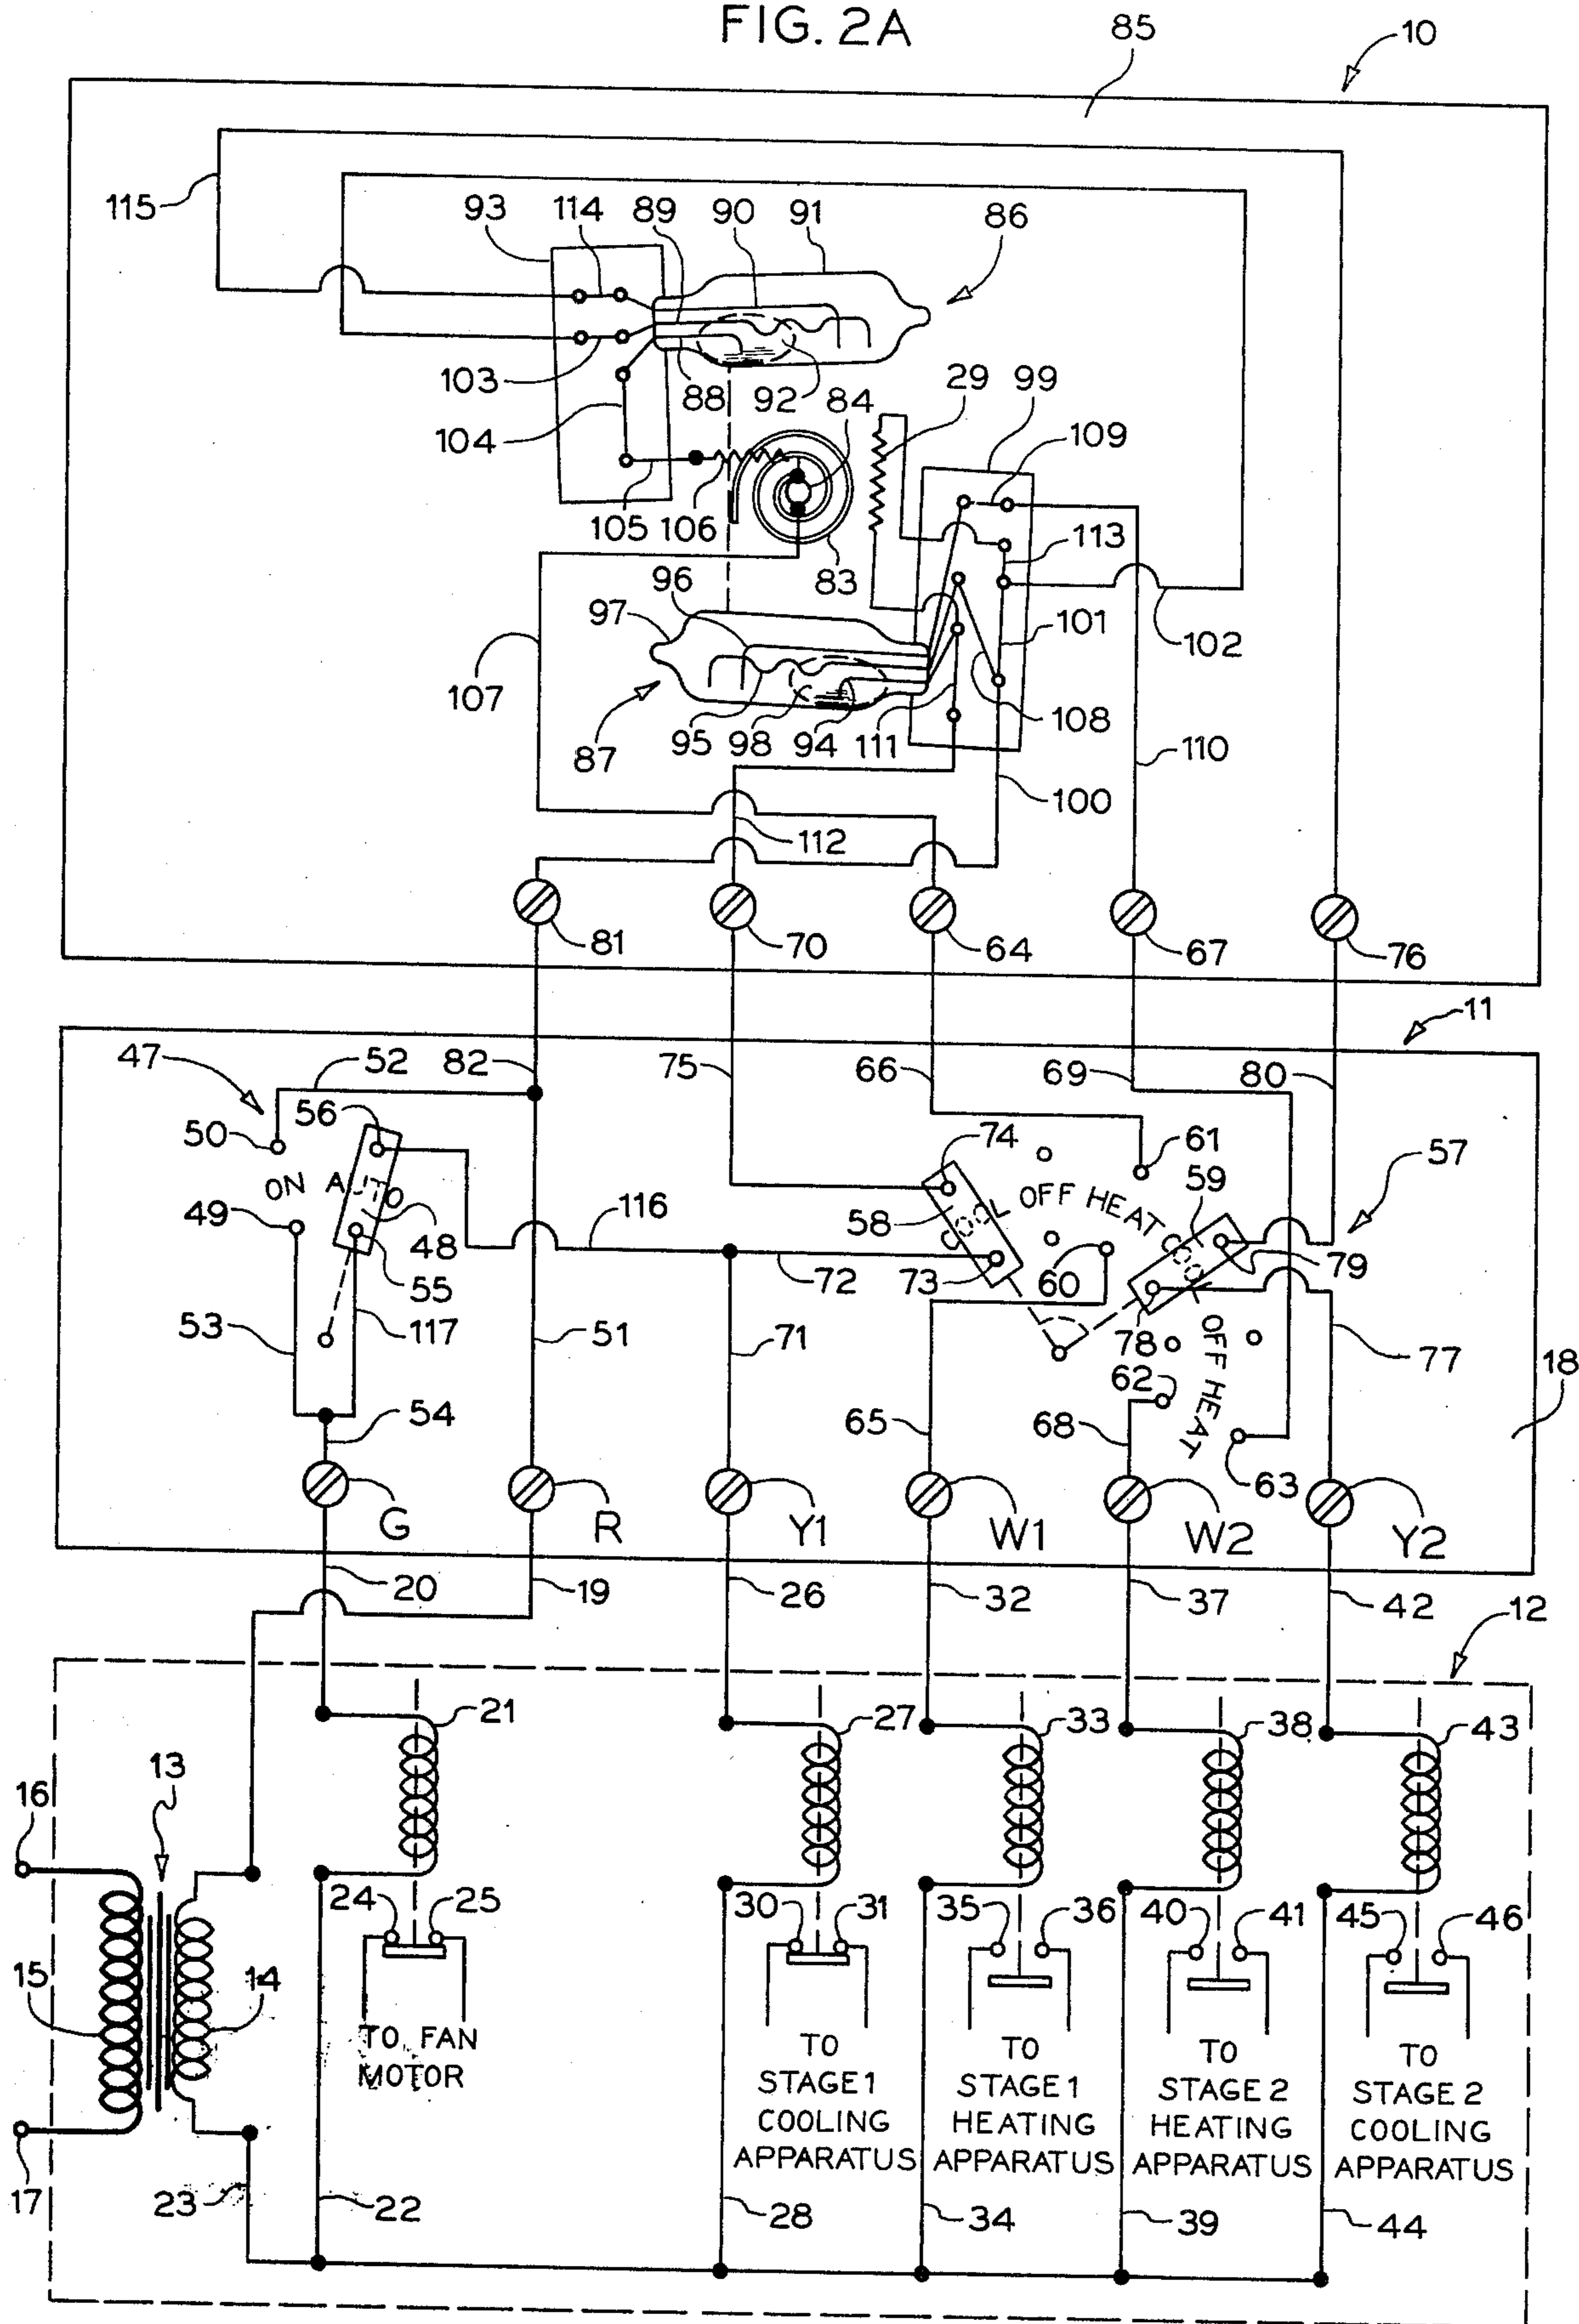 FIG. 2A
85
10
115
93 114 89 90 91
86
103
88 92 84
29 99
104
109
105 106
83
113
96
97
101
102
107
95 98 94 111
108
87
110
100
112
81 70 64 67 76
11
47 52 82 75 66 69 80
56
50
74
61
57
59
ON AUTO
COOL OFF HEAT COOL OFF HEAT
49
48
116
58
55
72
73
60
79
53
117
51
71
78
77
18
62
54
65
68
63
G R Y1 W1 W2 Y2
20 19 26 32 37 42
12
21 27 33 38 43
13
16
24 25 30 31 35 36 40 41 45 46
15 14
TO FAN
MOTOR
TO
STAGE 1
COOLING
APPARATUS
TO
STAGE 1
HEATING
APPARATUS
TO
STAGE 2
HEATING
APPARATUS
TO
STAGE 2
COOLING
APPARATUS
17
23 22 28 34 39 44